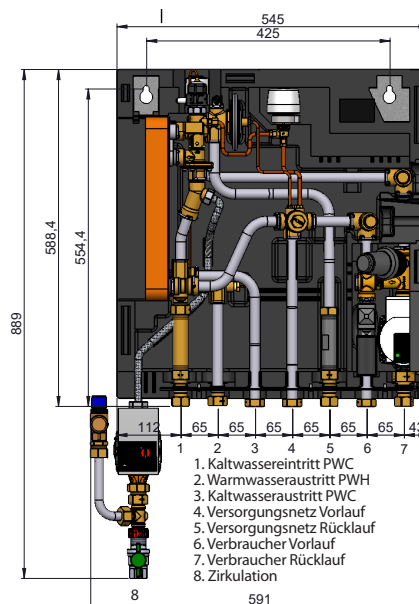 545
425
588,4
554,4
889
112 65 65 65 65 65 65 43
1 2 3 4 5 6 7
1. Kaltwassereintritt PWC
2. Warmwasseraustritt PWH
3. Kaltwasseraustritt PWC
4. Versorgungsnetz Vorlauf
5. Versorgungsnetz Rücklauf
6. Verbraucher Vorlauf
7. Verbraucher Rücklauf
8. Zirkulation
8
591